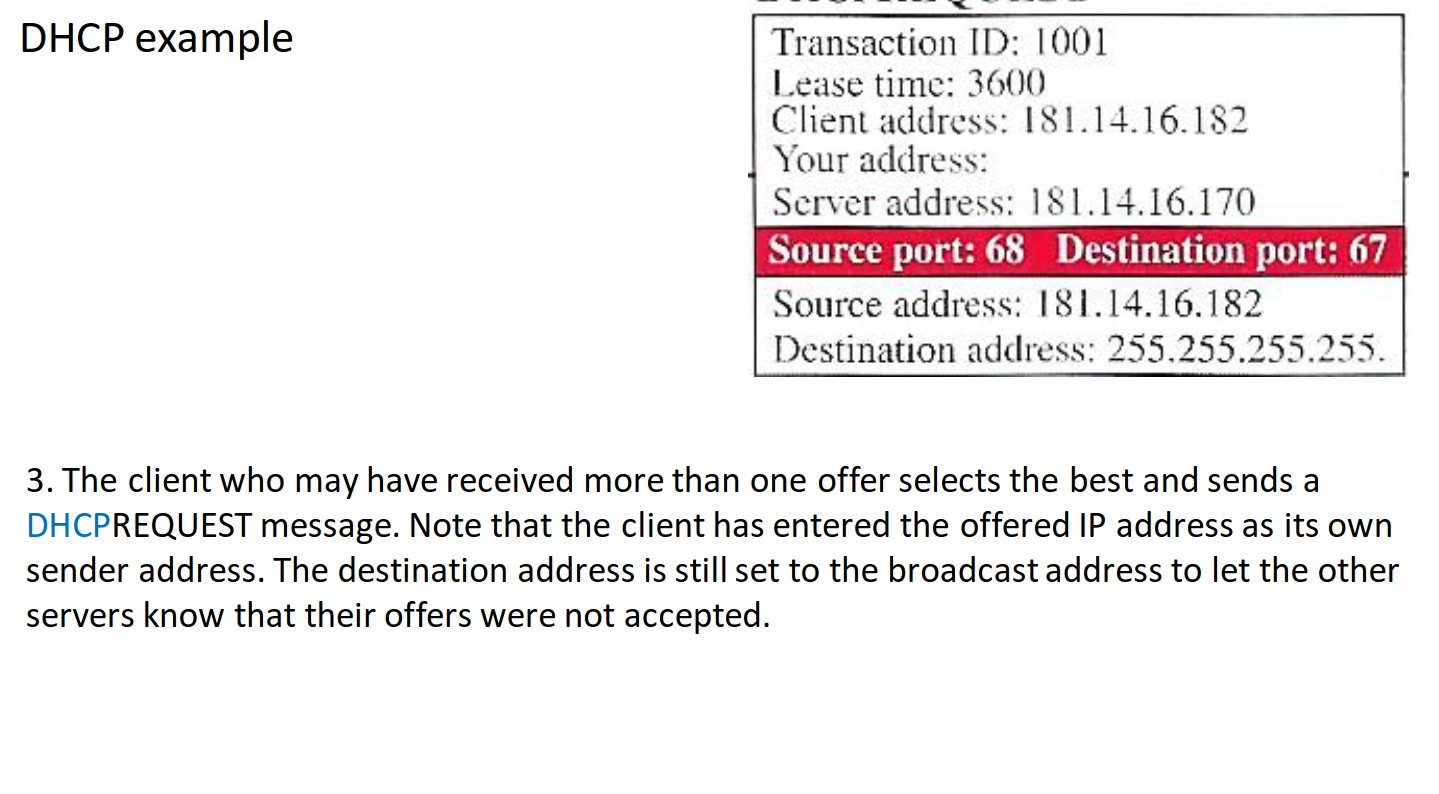 DHCP example
Transaction ID: 1001
Lease time: 3600
Client address: 181.14.16.182
Your address:
Server address: 181.14.16.170
Source port: 68 Destination port: 67
Source address: 181.14.16.182
Destination address: 255.255.255.255.
3. The client who may have received more than one offer selects the best and sends a
DHCPREQUEST message. Note that the client has entered the offered IP address as its own
sender address. The destination address is still set to the broadcast address to let the other
servers know that their offers were not accepted.